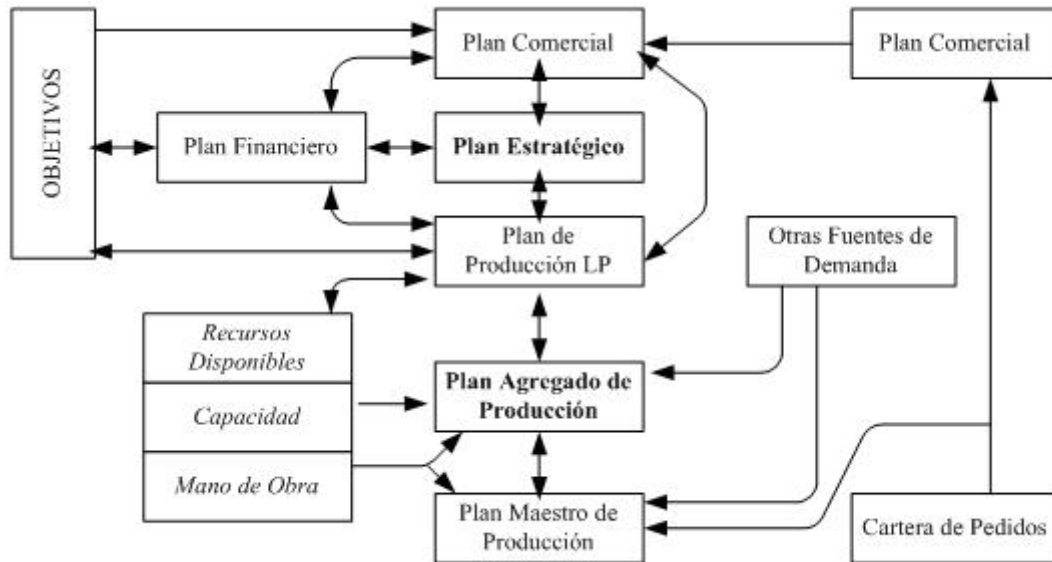 OBJETIVOS
Plan Comercial
Plan Comercial
Plan Financiero
Plan Estratégico
Plan de
Producción LP
Otras Fuentes de
Demanda
Recursos
Disponibles
Capacidad
Mano de Obra
Plan Agregado de
Producción
Plan Maestro de
Producción
Cartera de Pedidos